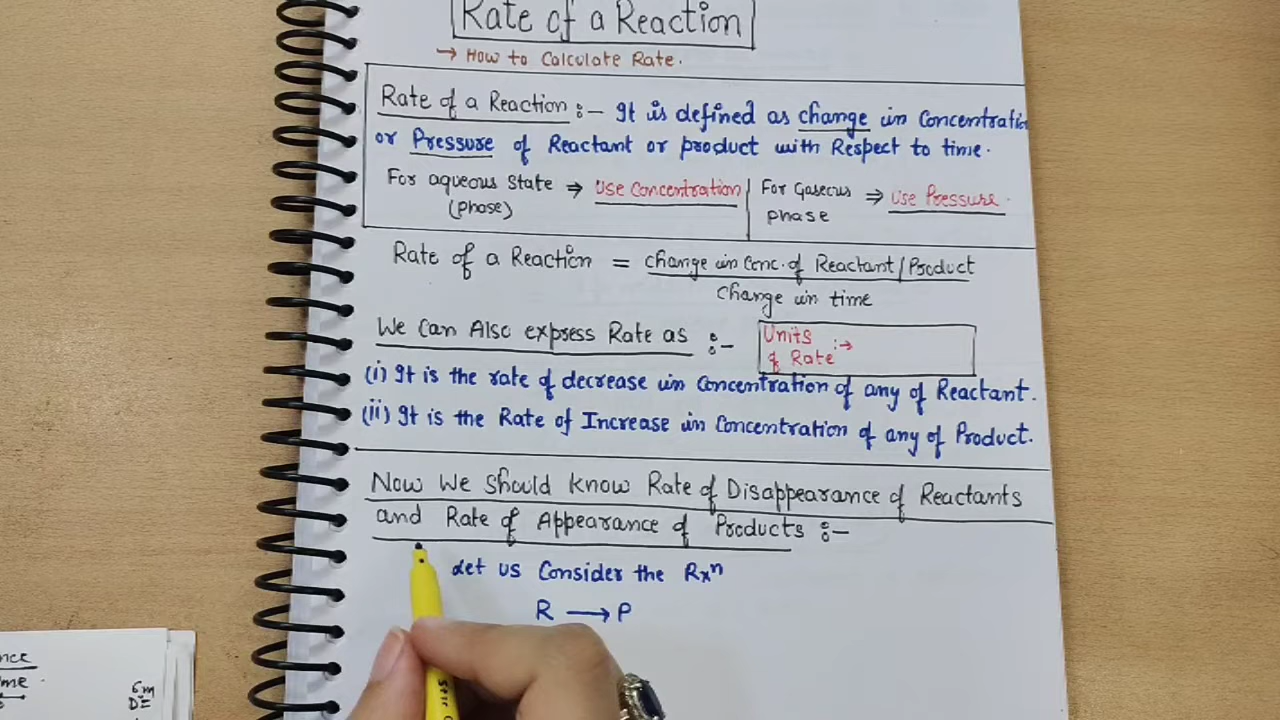 Rate of a Reaction
→ How to Calculate Rate.
Rate of a Reaction :- It is defined as change in Concentration
or Pressure of Reactant or product with Respect to time.
For aqueous state ⇒ Use Concentration
(phase)
For Gaseous ⇒ Use Pressure.
phase
Rate of a Reaction = change in Conc. of Reactant/Product
Change in time
We Can Also express Rate as :-
Units :→
of Rate
(i) It is the rate of decrease in Concentration of any of Reactant.
(ii) It is the Rate of Increase in Concentration of any of Product.
Now We Should Know Rate of Disappearance of Reactants
and Rate of Appearance of Products :-
Let us Consider the Rxⁿ
R → P